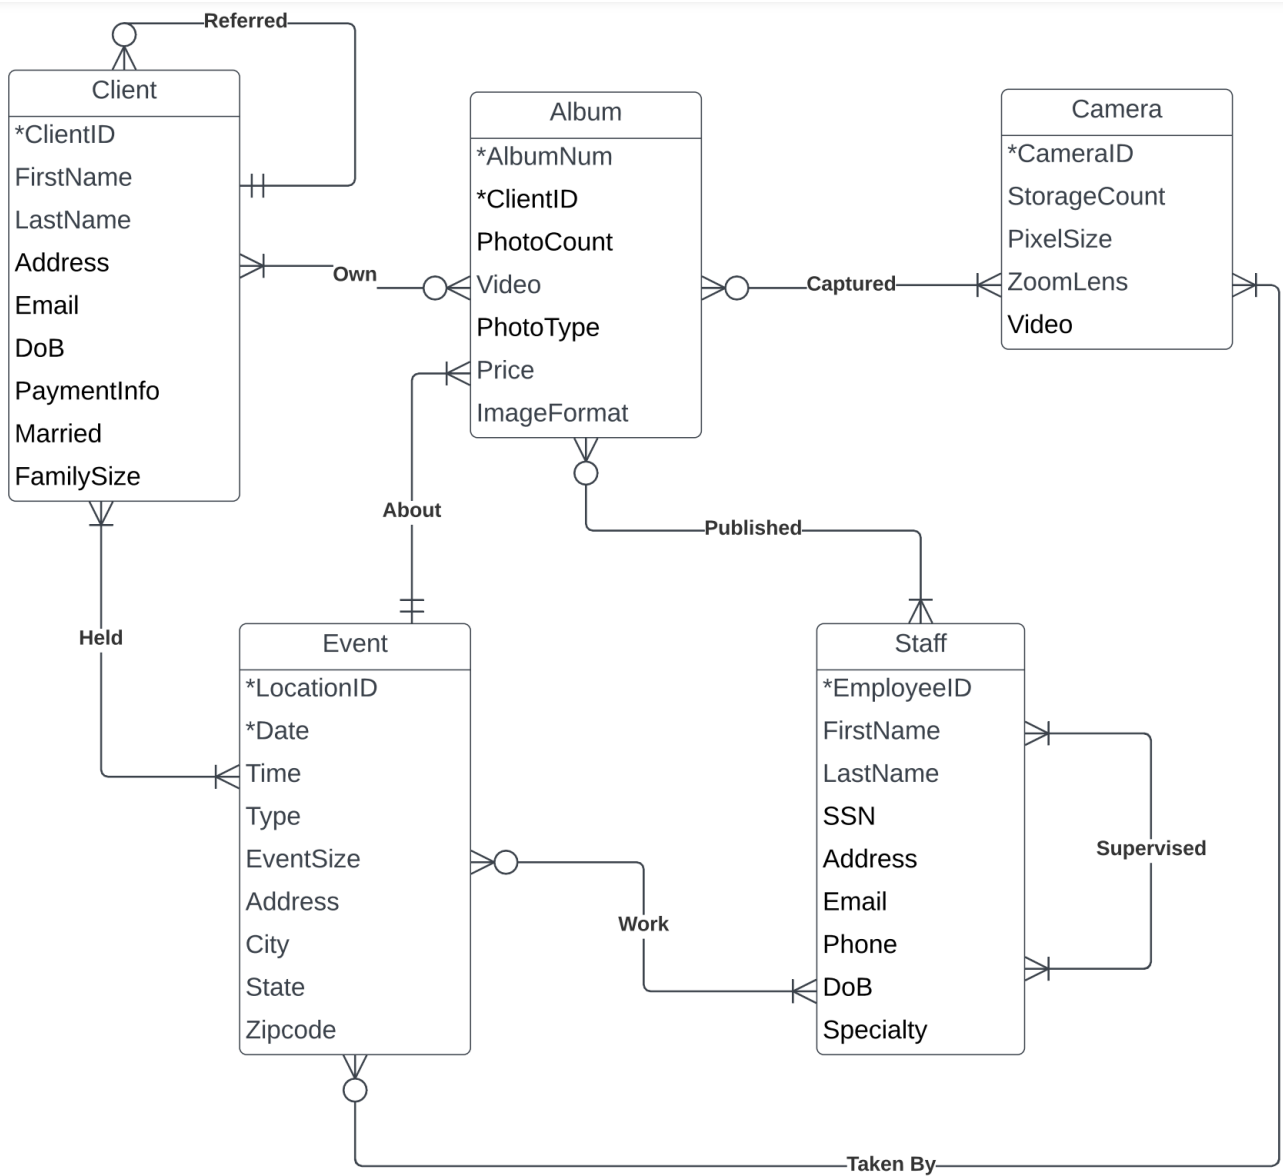 Referred
Client
*ClientID
FirstName
LastName
Address
Email
DoB
PaymentInfo
Married
FamilySize
Own
Album
*AlbumNum
*ClientID
PhotoCount
Video
PhotoType
Price
ImageFormat
Captured
Camera
*CameraID
StorageCount
PixelSize
ZoomLens
Video
About
Published
Held
Event
*LocationID
*Date
Time
Type
EventSize
Address
City
State
Zipcode
Work
Staff
*EmployeeID
FirstName
LastName
SSN
Address
Email
Phone
DoB
Specialty
Supervised
Taken By